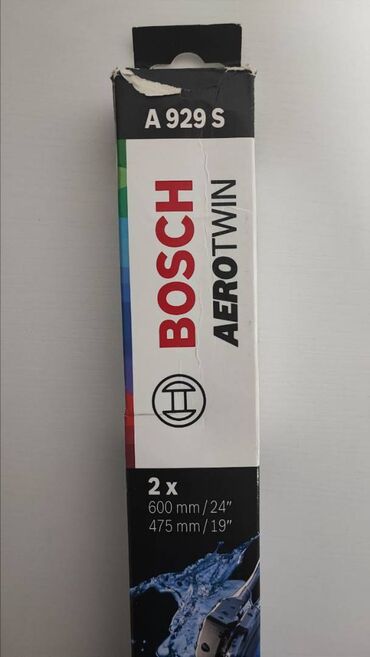 A 929 S
BOSCH
AEROTWIN
2 x
600 mm / 24"
475 mm / 19"